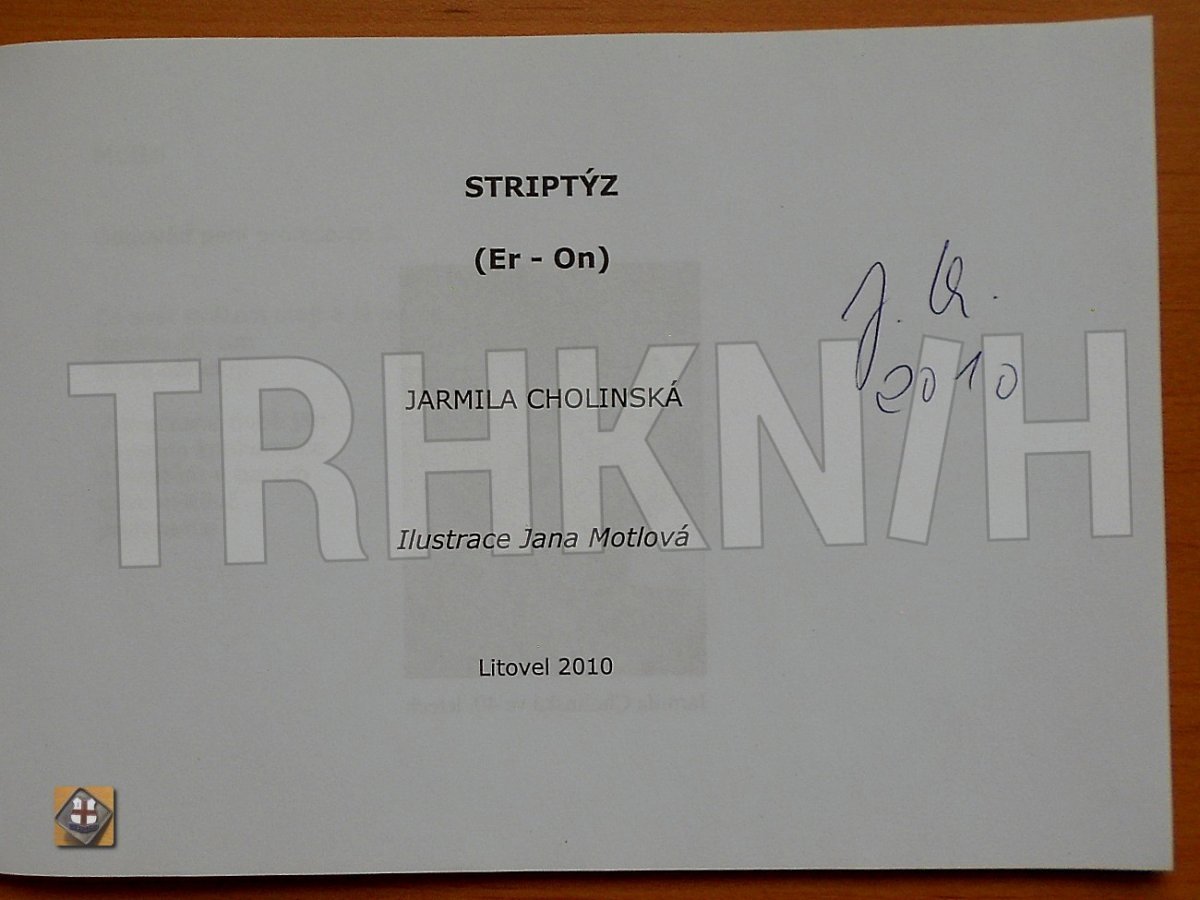 STRIPTÝZ
(Er - On)
JARMILA CHOLINSKÁ
Ilustrace Jana Motlová
Litovel 2010
J. Ch.
2010
TRHKNIH